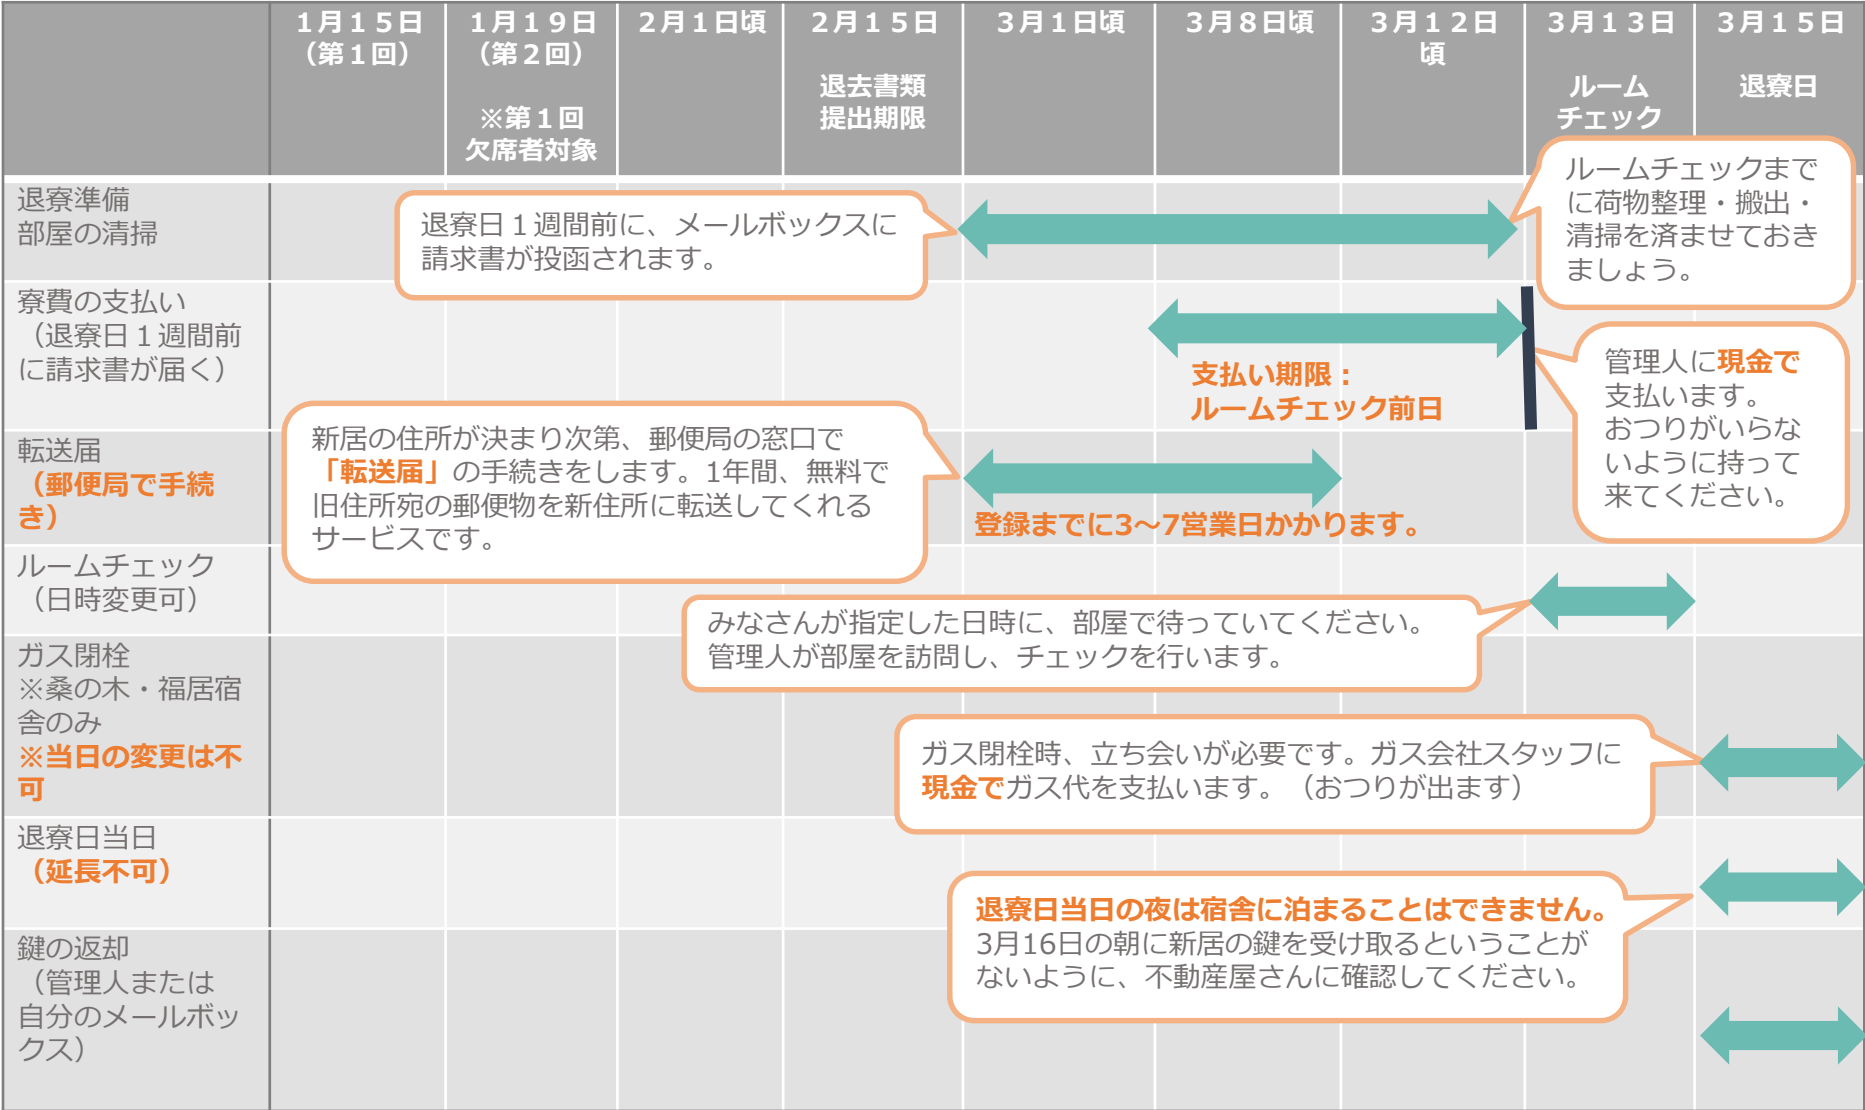 １月１５日
（第１回）
１月１９日
（第２回）
※第１回
欠席者対象
２月１日頃
２月１５日
退去書類
提出期限
３月１日頃
３月８日頃
３月１２日
頃
３月１３日
ルーム
チェック
３月１５日
退寮日
退寮準備
部屋の清掃
退寮日１週間前に、メールボックスに
請求書が投函されます。
ルームチェックまで
に荷物整理・搬出・
清掃を済ませておき
ましょう。
寮費の支払い
（退寮日１週間前
に請求書が届く）
支払い期限：
ルームチェック前日
管理人に現金で
支払います。
おつりがいらな
いように持って
来てください。
転送届
（郵便局で手続
き）
新居の住所が決まり次第、郵便局の窓口で
「転送届」の手続きをします。1年間、無料で
旧住所宛の郵便物を新住所に転送してくれる
サービスです。
登録までに3～7営業日かかります。
ルームチェック
（日時変更可）
みなさんが指定した日時に、部屋で待っていてください。
管理人が部屋を訪問し、チェックを行います。
ガス閉栓
※桑の木・福居宿
舎のみ
※当日の変更は不
可
ガス閉栓時、立ち会いが必要です。ガス会社スタッフに
現金でガス代を支払います。（おつりが出ます）
退寮日当日
（延長不可）
退寮日当日の夜は宿舎に泊まることはできません。
3月16日の朝に新居の鍵を受け取るということが
ないように、不動産屋さんに確認してください。
鍵の返却
（管理人または
自分のメールボッ
クス）